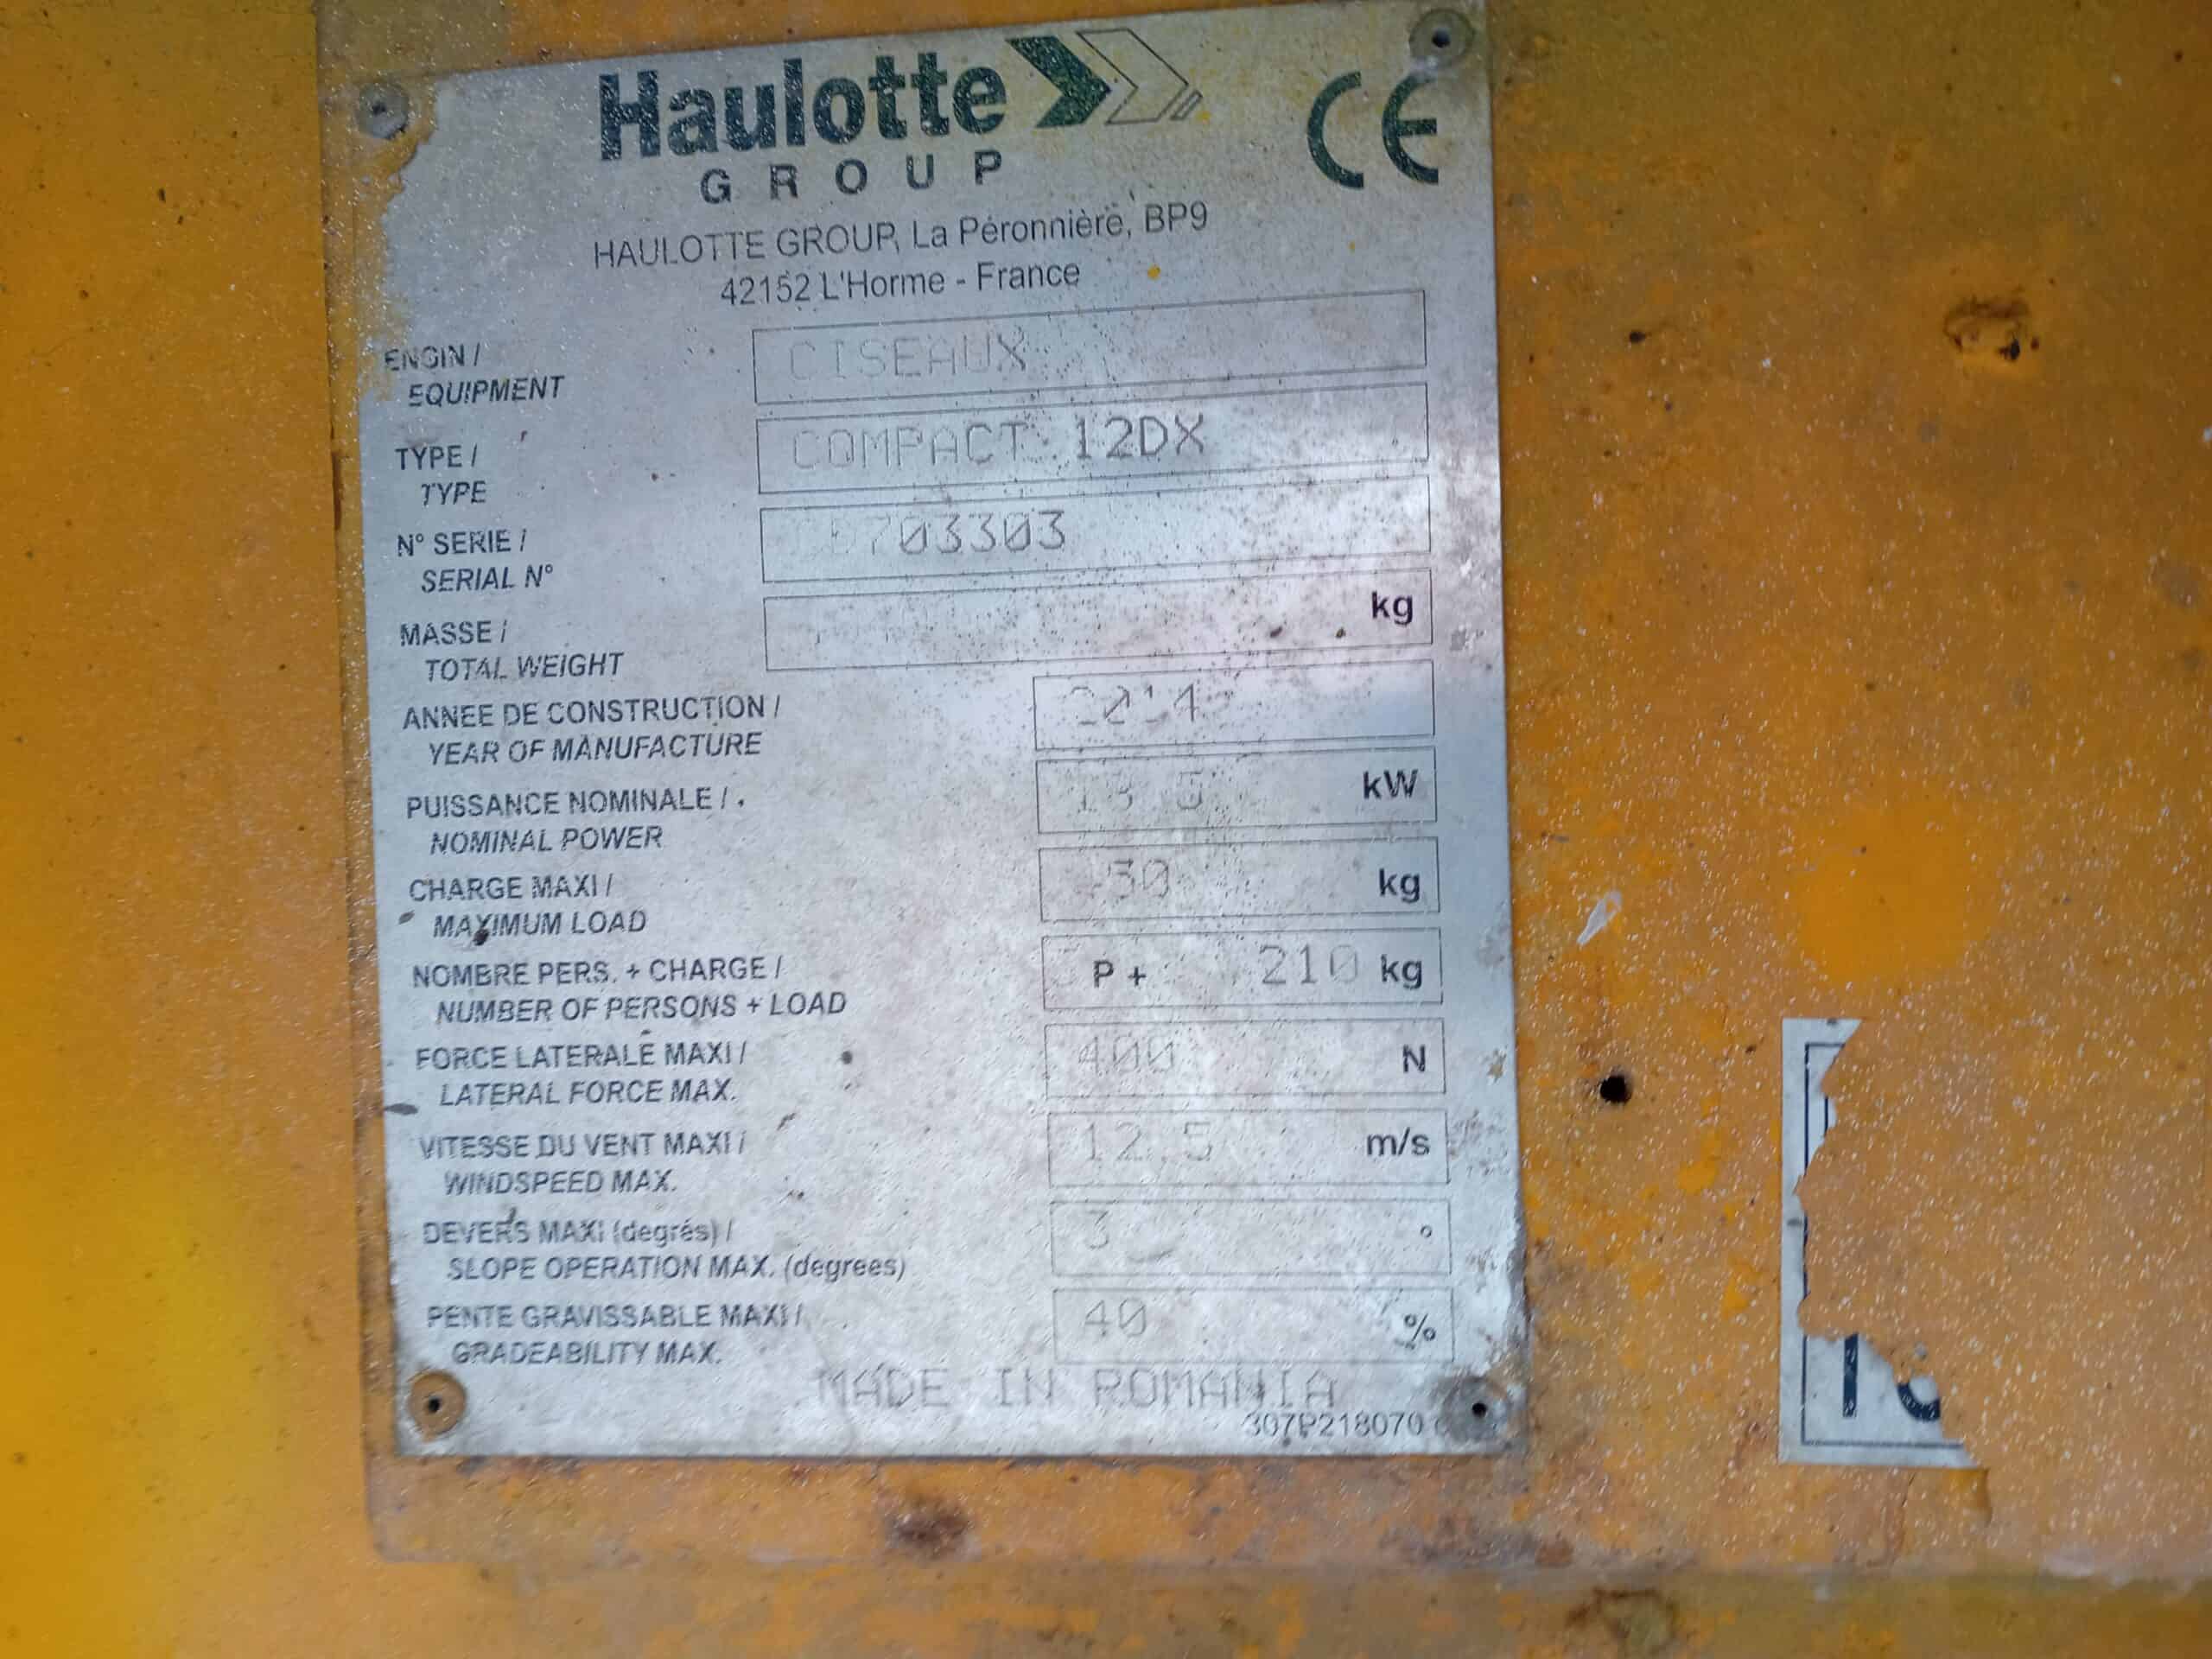 Haulotte
GROUP
CE
HAULOTTE GROUP, La Péronnière, BP9
42152 L'Horme - France
ENGIN /
EQUIPMENT
CISEAUX
TYPE /
TYPE
COMPACT 12DX
N° SERIE /
SERIAL N°
MASSE /
TOTAL WEIGHT
kg
ANNEE DE CONSTRUCTION /
YEAR OF MANUFACTURE
2014
PUISSANCE NOMINALE /
NOMINAL POWER
kW
CHARGE MAXI /
MAXIMUM LOAD
kg
NOMBRE PERS. + CHARGE /
NUMBER OF PERSONS + LOAD
P + 210 kg
FORCE LATERALE MAXI /
LATERAL FORCE MAX.
400 N
VITESSE DU VENT MAXI /
WINDSPEED MAX.
12,5 m/s
DEVERS MAXI (degrés) /
SLOPE OPERATION MAX. (degrees)
3 °
PENTE GRAVISSABLE MAXI /
GRADEABILITY MAX.
40 %
MADE IN ROMANIA
307P218070